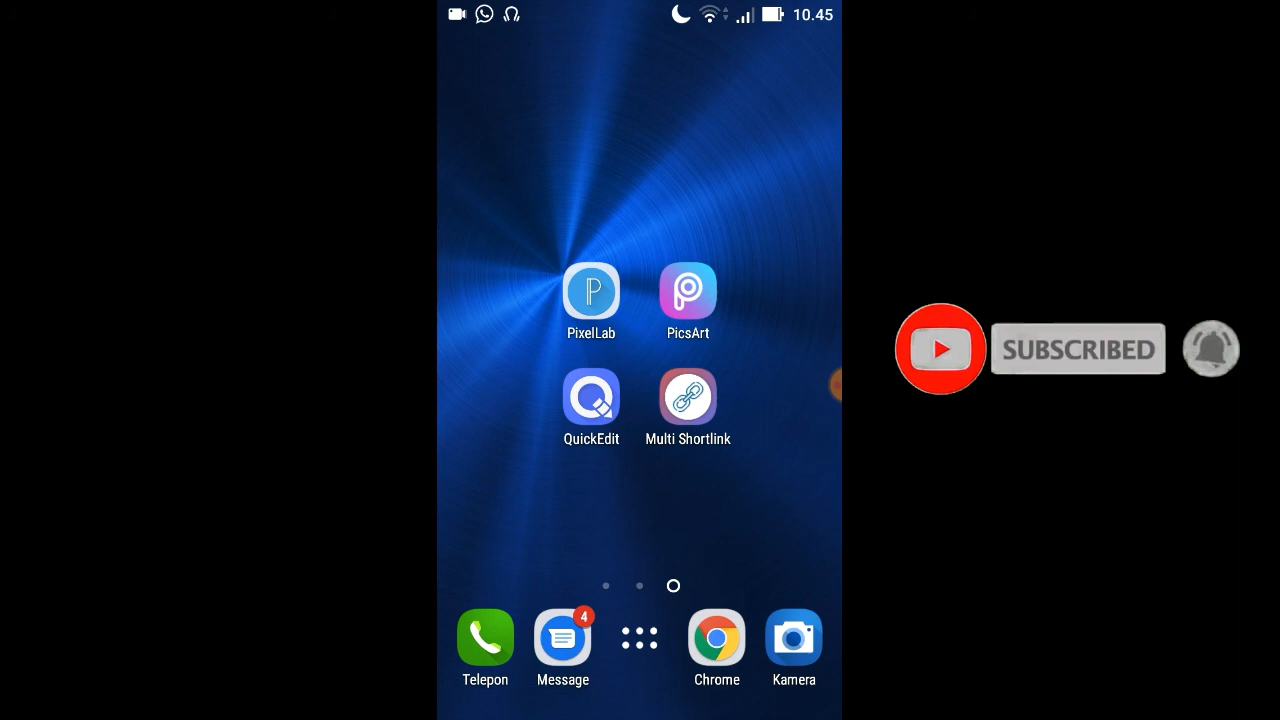 10.45
PixelLab
PicsArt
QuickEdit
Multi Shortlink
SUBSCRIBED
4
Telepon
Message
Chrome
Kamera